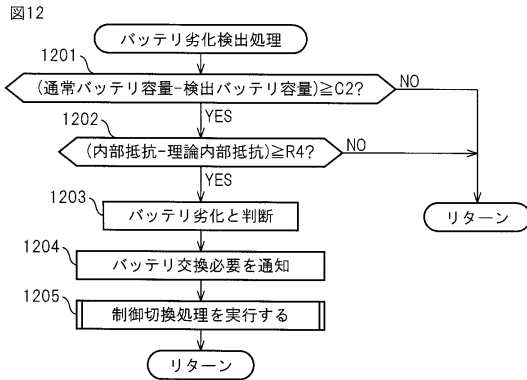 図12
バッテリ劣化検出処理
1201
(通常バッテリ容量-検出バッテリ容量)≧C2?
NO
YES
1202
(内部抵抗-理論内部抵抗)≧R4?
NO
YES
1203
バッテリ劣化と判断
リターン
1204
バッテリ交換必要を通知
1205
制御切換処理を実行する
リターン